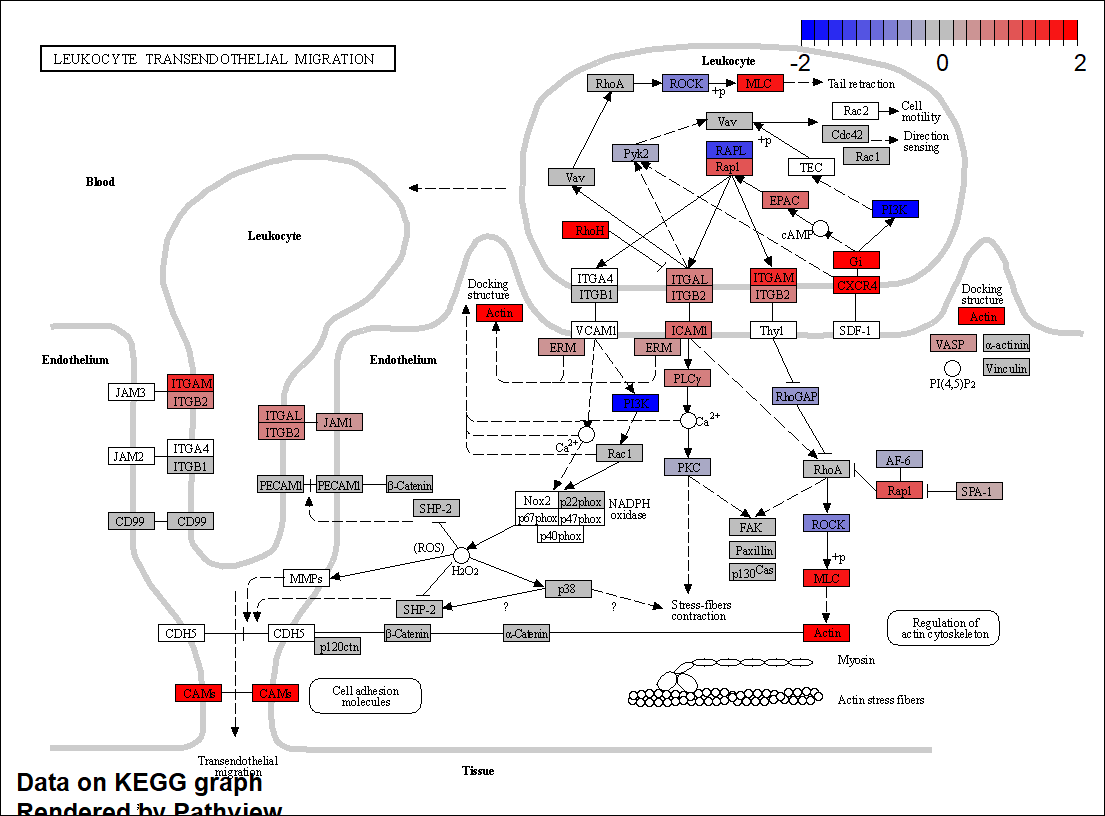 LEUKOCYTE TRANSENDOTHELIAL MIGRATION
-2
0
2
Leukocyte
RhoA
ROCK
+p
MLC
Tail retraction
Rac2
Cell
motility
Vav
+p
Cdc42
Direction
sensing
Rac1
Pyk2
RAPL
Rap1
TEC
Vav
EPAC
cAMP
RhoH
Gi
CXCR4
Blood
Leukocyte
ITGA4
ITGB1
ITGAL
ITGB2
ITGAM
ITGB2
Docking
structure
Actin
VCAM1
ICAM1
Thy1
SDF-1
Docking
structure
Actin
ERM
ERM
VASP
α-actinin
Vinculin
PI(4,5)P2
Endothelium
Endothelium
PLCγ
RhoGAP
JAM3
ITGAM
ITGB2
ITGAL
ITGB2
JAM1
Ca2+
Ca2+
JAM2
ITGA4
ITGB1
Rac1
PKC
RhoA
AF-6
Rap1
SPA-1
PECAM1
PECAM1
β-Catenin
SHP-2
Nox2
p22phox
p67phox
p47phox
p40phox
NADPH
oxidase
CD99
CD99
FAK
Paxillin
p130Cas
ROCK
+p
MLC
(ROS)
H2O2
MMPs
p38
SHP-2
?
?
Stress-fibers
contraction
CDH5
CDH5
p120ctn
β-Catenin
α-Catenin
Actin
Regulation of
actin cytoskeleton
Myosin
Actin stress fibers
CAMs
CAMs
Cell adhesion
molecules
Transendothelial
migration
Tissue
Data on KEGG graph
Rendered by Pathview